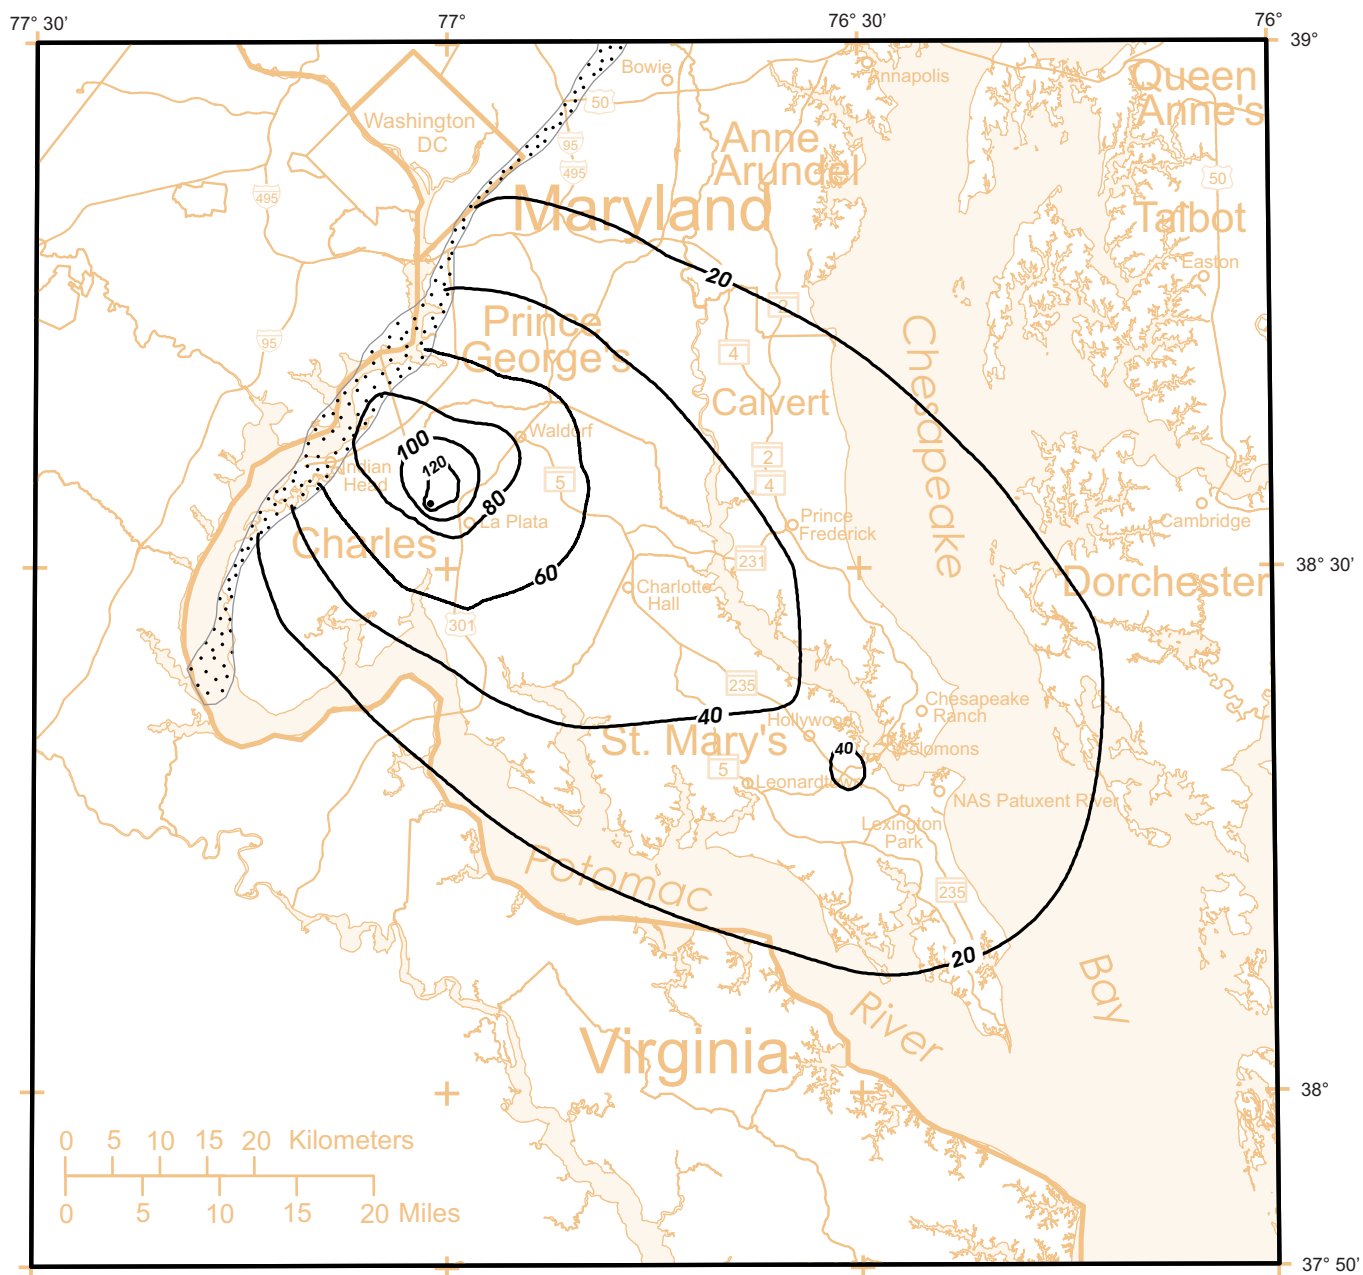 77° 30’
77°
76° 30’
76°
39°
Bowie
Annapolis
Queen
Anne's
50
Washington
DC
Anne
Arundel
95
495
495
50
Maryland
Talbot
Easton
20
2
Prince
George's
95
4
Chesapeake
Calvert
Waldorf
100
120
2
4
Indian
Head
5
80
La Plata
Prince
Frederick
Cambridge
Charles
231
38° 30’
60
Charlotte
Hall
Dorchester
301
235
Chesapeake
Ranch
40
Hollywood
St. Mary's
40
Solomons
5
Leonardtown
NAS Patuxent River
Lexington
Park
Potomac
235
20
Bay
River
Virginia
38°
0 5 10 15 20 Kilometers
0 5 10 15 20 Miles
37° 50’